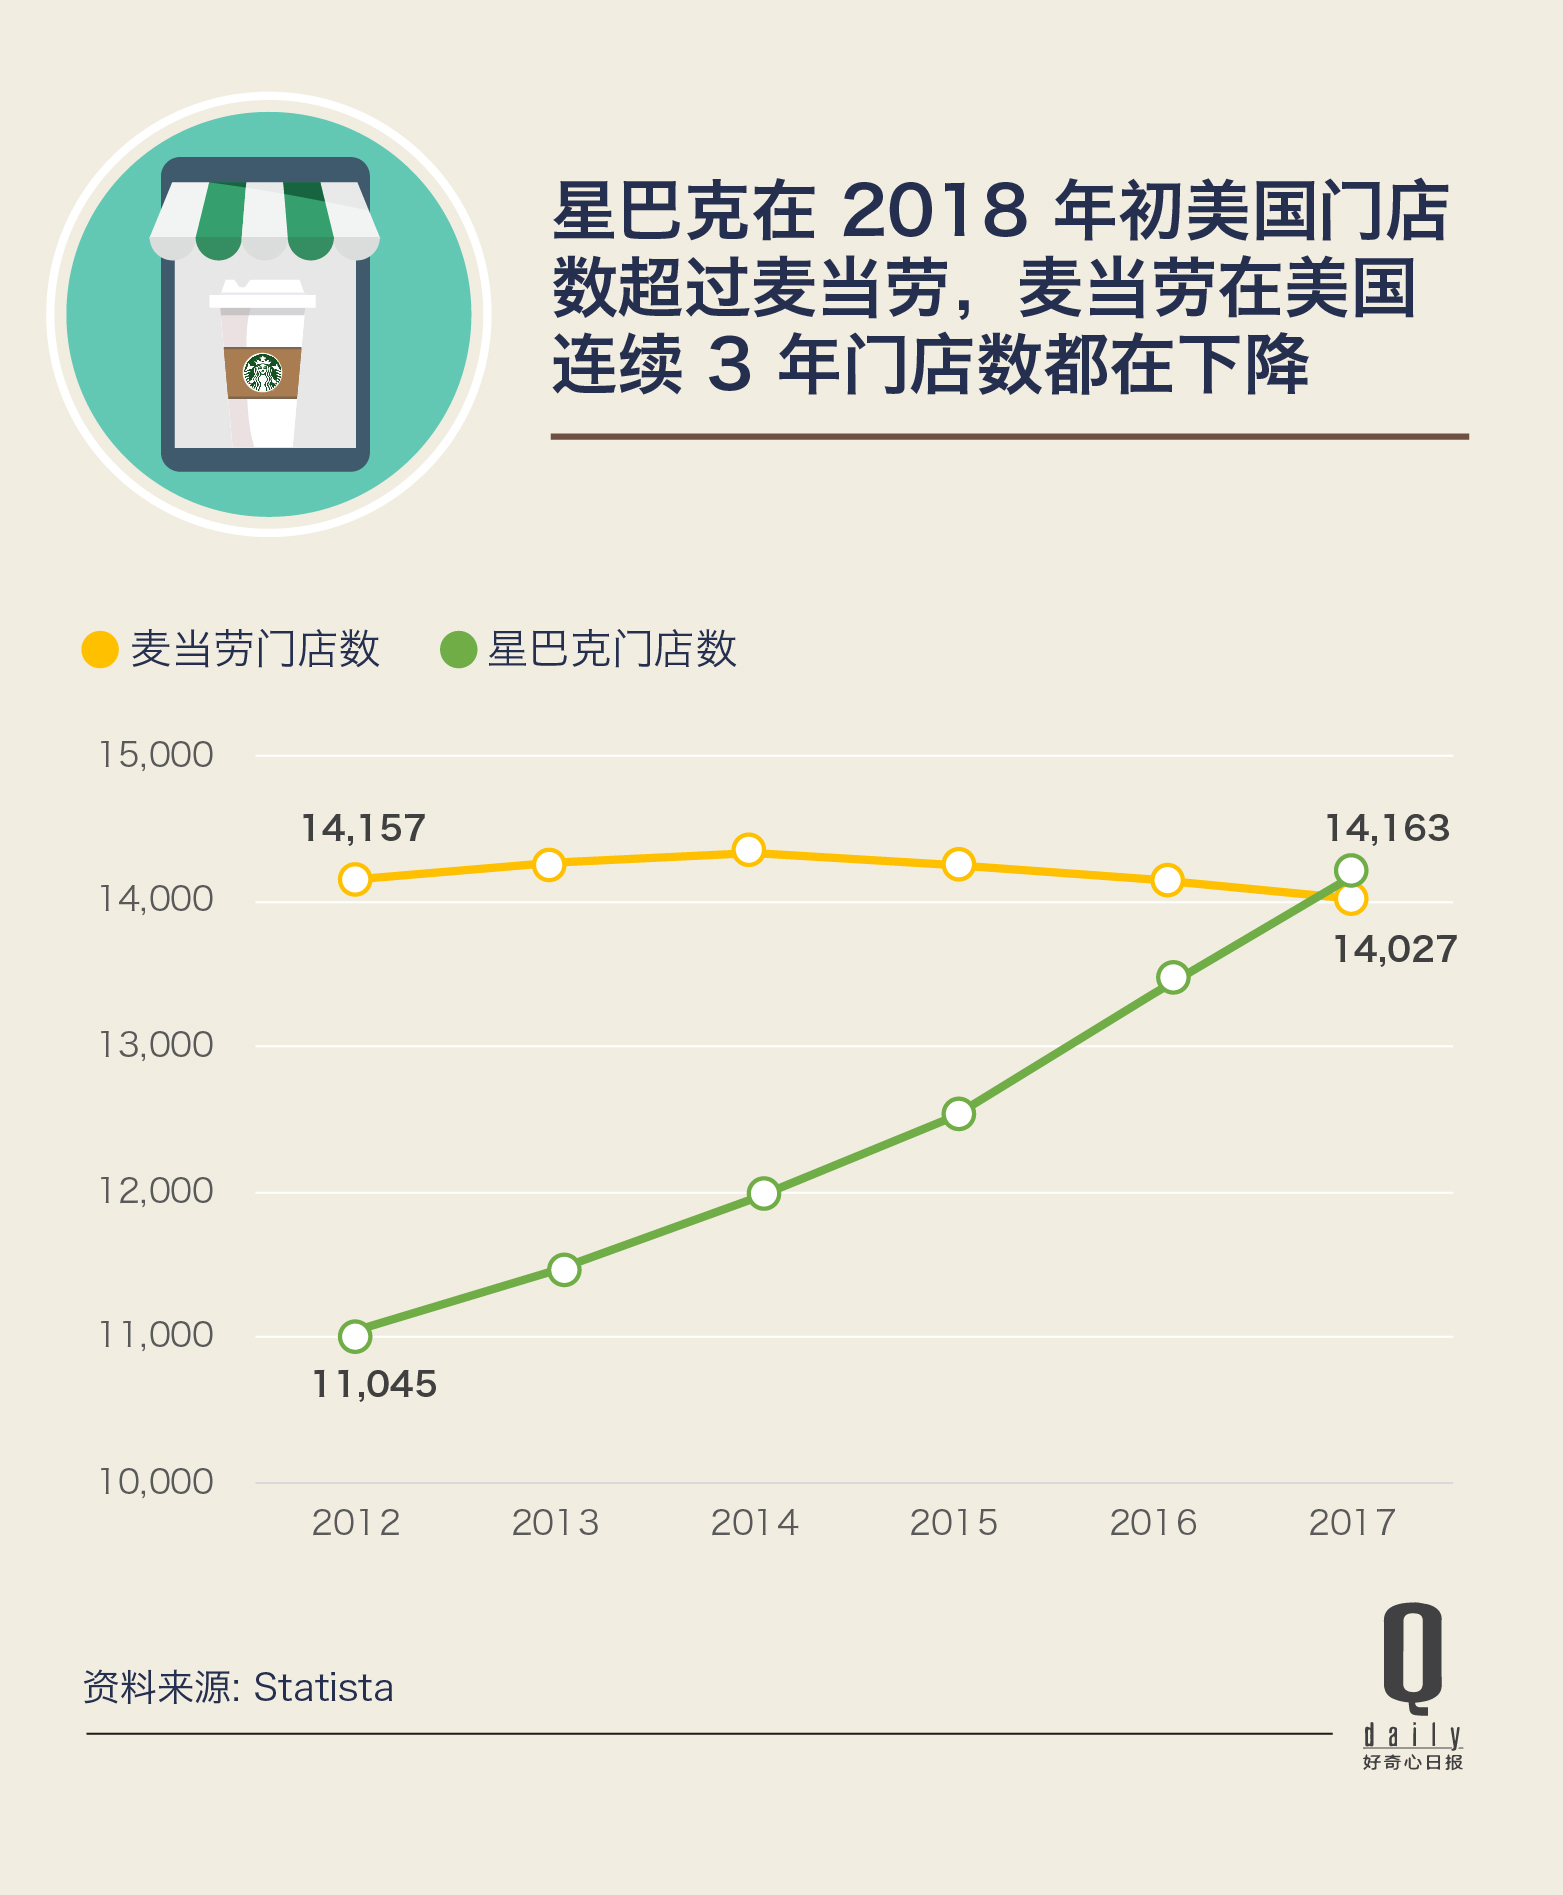 星巴克在 2018 年初美国门店
数超过麦当劳，麦当劳在美国
连续 3 年门店数都在下降
麦当劳门店数
星巴克门店数
15,000
14,157
14,163
14,000
14,027
13,000
12,000
11,000
11,045
10,000
2012 2013 2014 2015 2016 2017
资料来源: Statista
Q
daily
好奇心日报